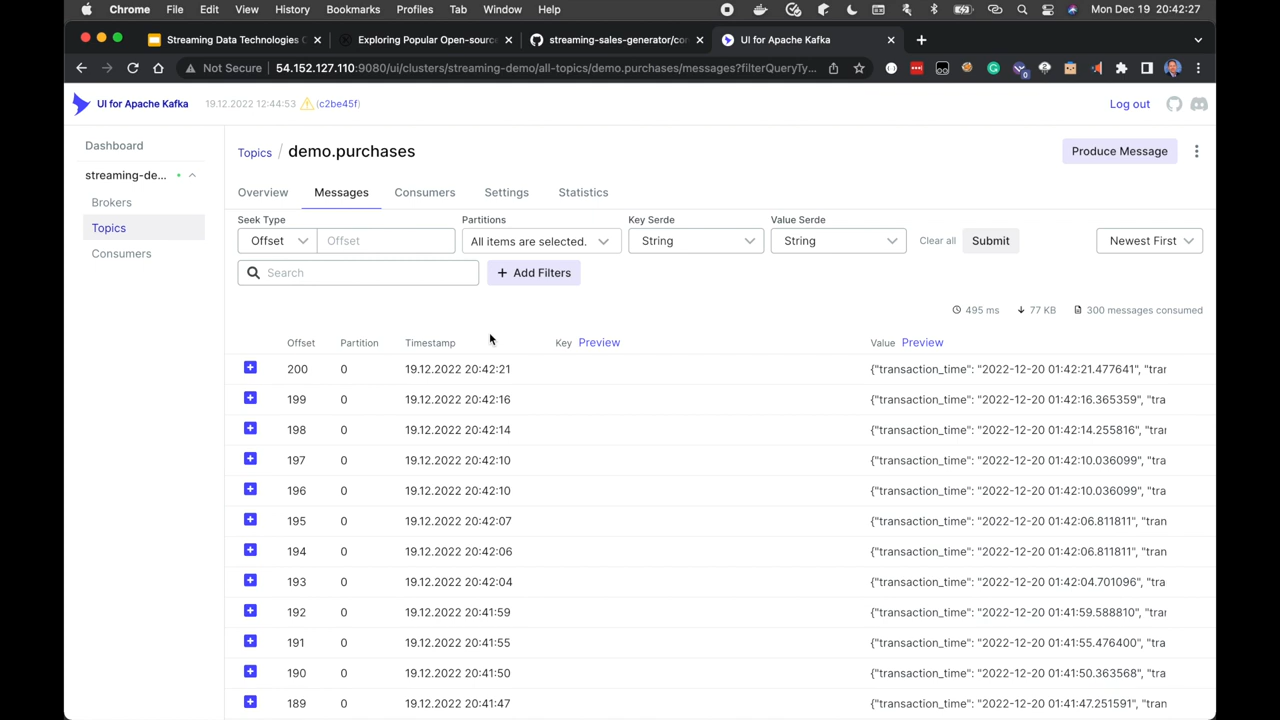 Chrome File Edit View History Bookmarks Profiles Tab Window Help Mon Dec 19 20:42:27
Streaming Data Technologies C Exploring Popular Open-sourc streaming-sales-generator/cor UI for Apache Kafka
Not Secure 54.152.127.110:9080/ui/clusters/streaming-demo/all-topics/demo.purchases/messages?filterQueryTy...
UI for Apache Kafka 19.12.2022 12:44:53 (c2be45f) Log out
Dashboard
streaming-de...
Brokers
Topics
Consumers
Topics / demo.purchases Produce Message
Overview Messages Consumers Settings Statistics
Seek Type Partitions Key Serde Value Serde
Offset Offset All items are selected. String String Clear all Submit Newest First
Search + Add Filters
495 ms 77 KB 300 messages consumed
Offset Partition Timestamp Key Preview Value Preview
200 0 19.12.2022 20:42:21 {"transaction_time": "2022-12-20 01:42:21.477641", "trar
199 0 19.12.2022 20:42:16 {"transaction_time": "2022-12-20 01:42:16.365359", "tra
198 0 19.12.2022 20:42:14 {"transaction_time": "2022-12-20 01:42:14.255816", "trar
197 0 19.12.2022 20:42:10 {"transaction_time": "2022-12-20 01:42:10.036099", "tra
196 0 19.12.2022 20:42:10 {"transaction_time": "2022-12-20 01:42:10.036099", "tra
195 0 19.12.2022 20:42:07 {"transaction_time": "2022-12-20 01:42:06.811811", "tran
194 0 19.12.2022 20:42:06 {"transaction_time": "2022-12-20 01:42:06.811811", "tran
193 0 19.12.2022 20:42:04 {"transaction_time": "2022-12-20 01:42:04.701096", "tra
192 0 19.12.2022 20:41:59 {"transaction_time": "2022-12-20 01:41:59.588810", "trar
191 0 19.12.2022 20:41:55 {"transaction_time": "2022-12-20 01:41:55.476400", "trar
190 0 19.12.2022 20:41:50 {"transaction_time": "2022-12-20 01:41:50.363568", "tra
189 0 19.12.2022 20:41:47 {"transaction_time": "2022-12-20 01:41:47.251591", "trar